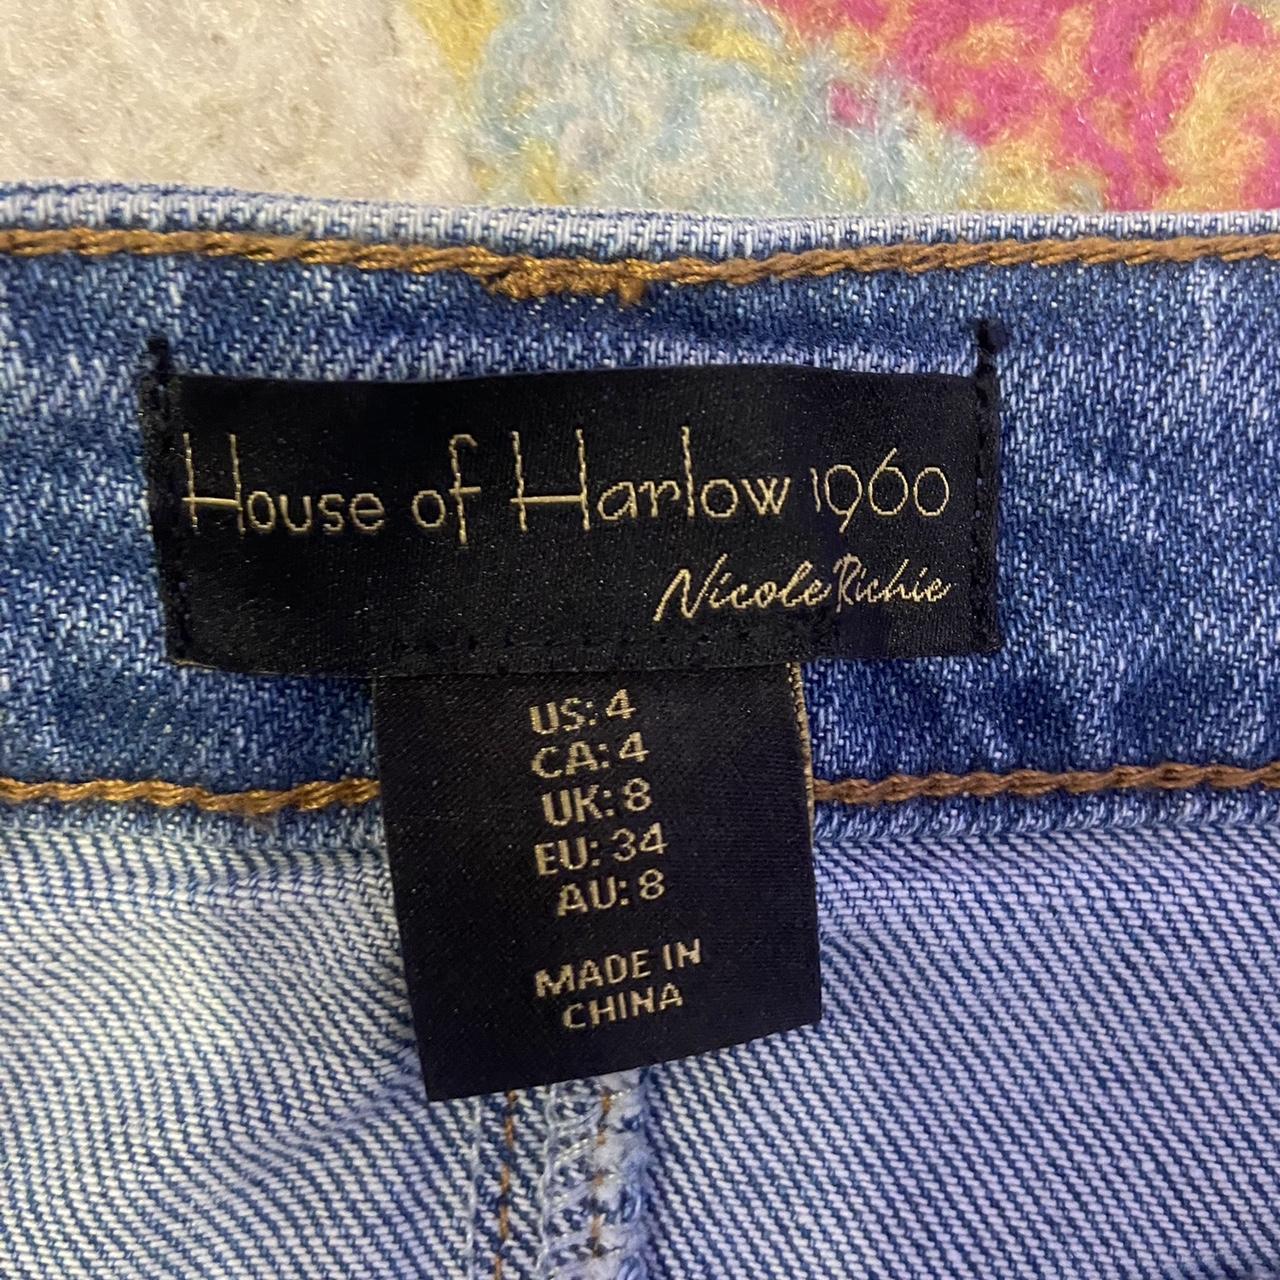 House of Harlow 1960
Nicole Richie
US: 4
CA: 4
UK: 8
EU: 34
AU: 8
MADE IN
CHINA